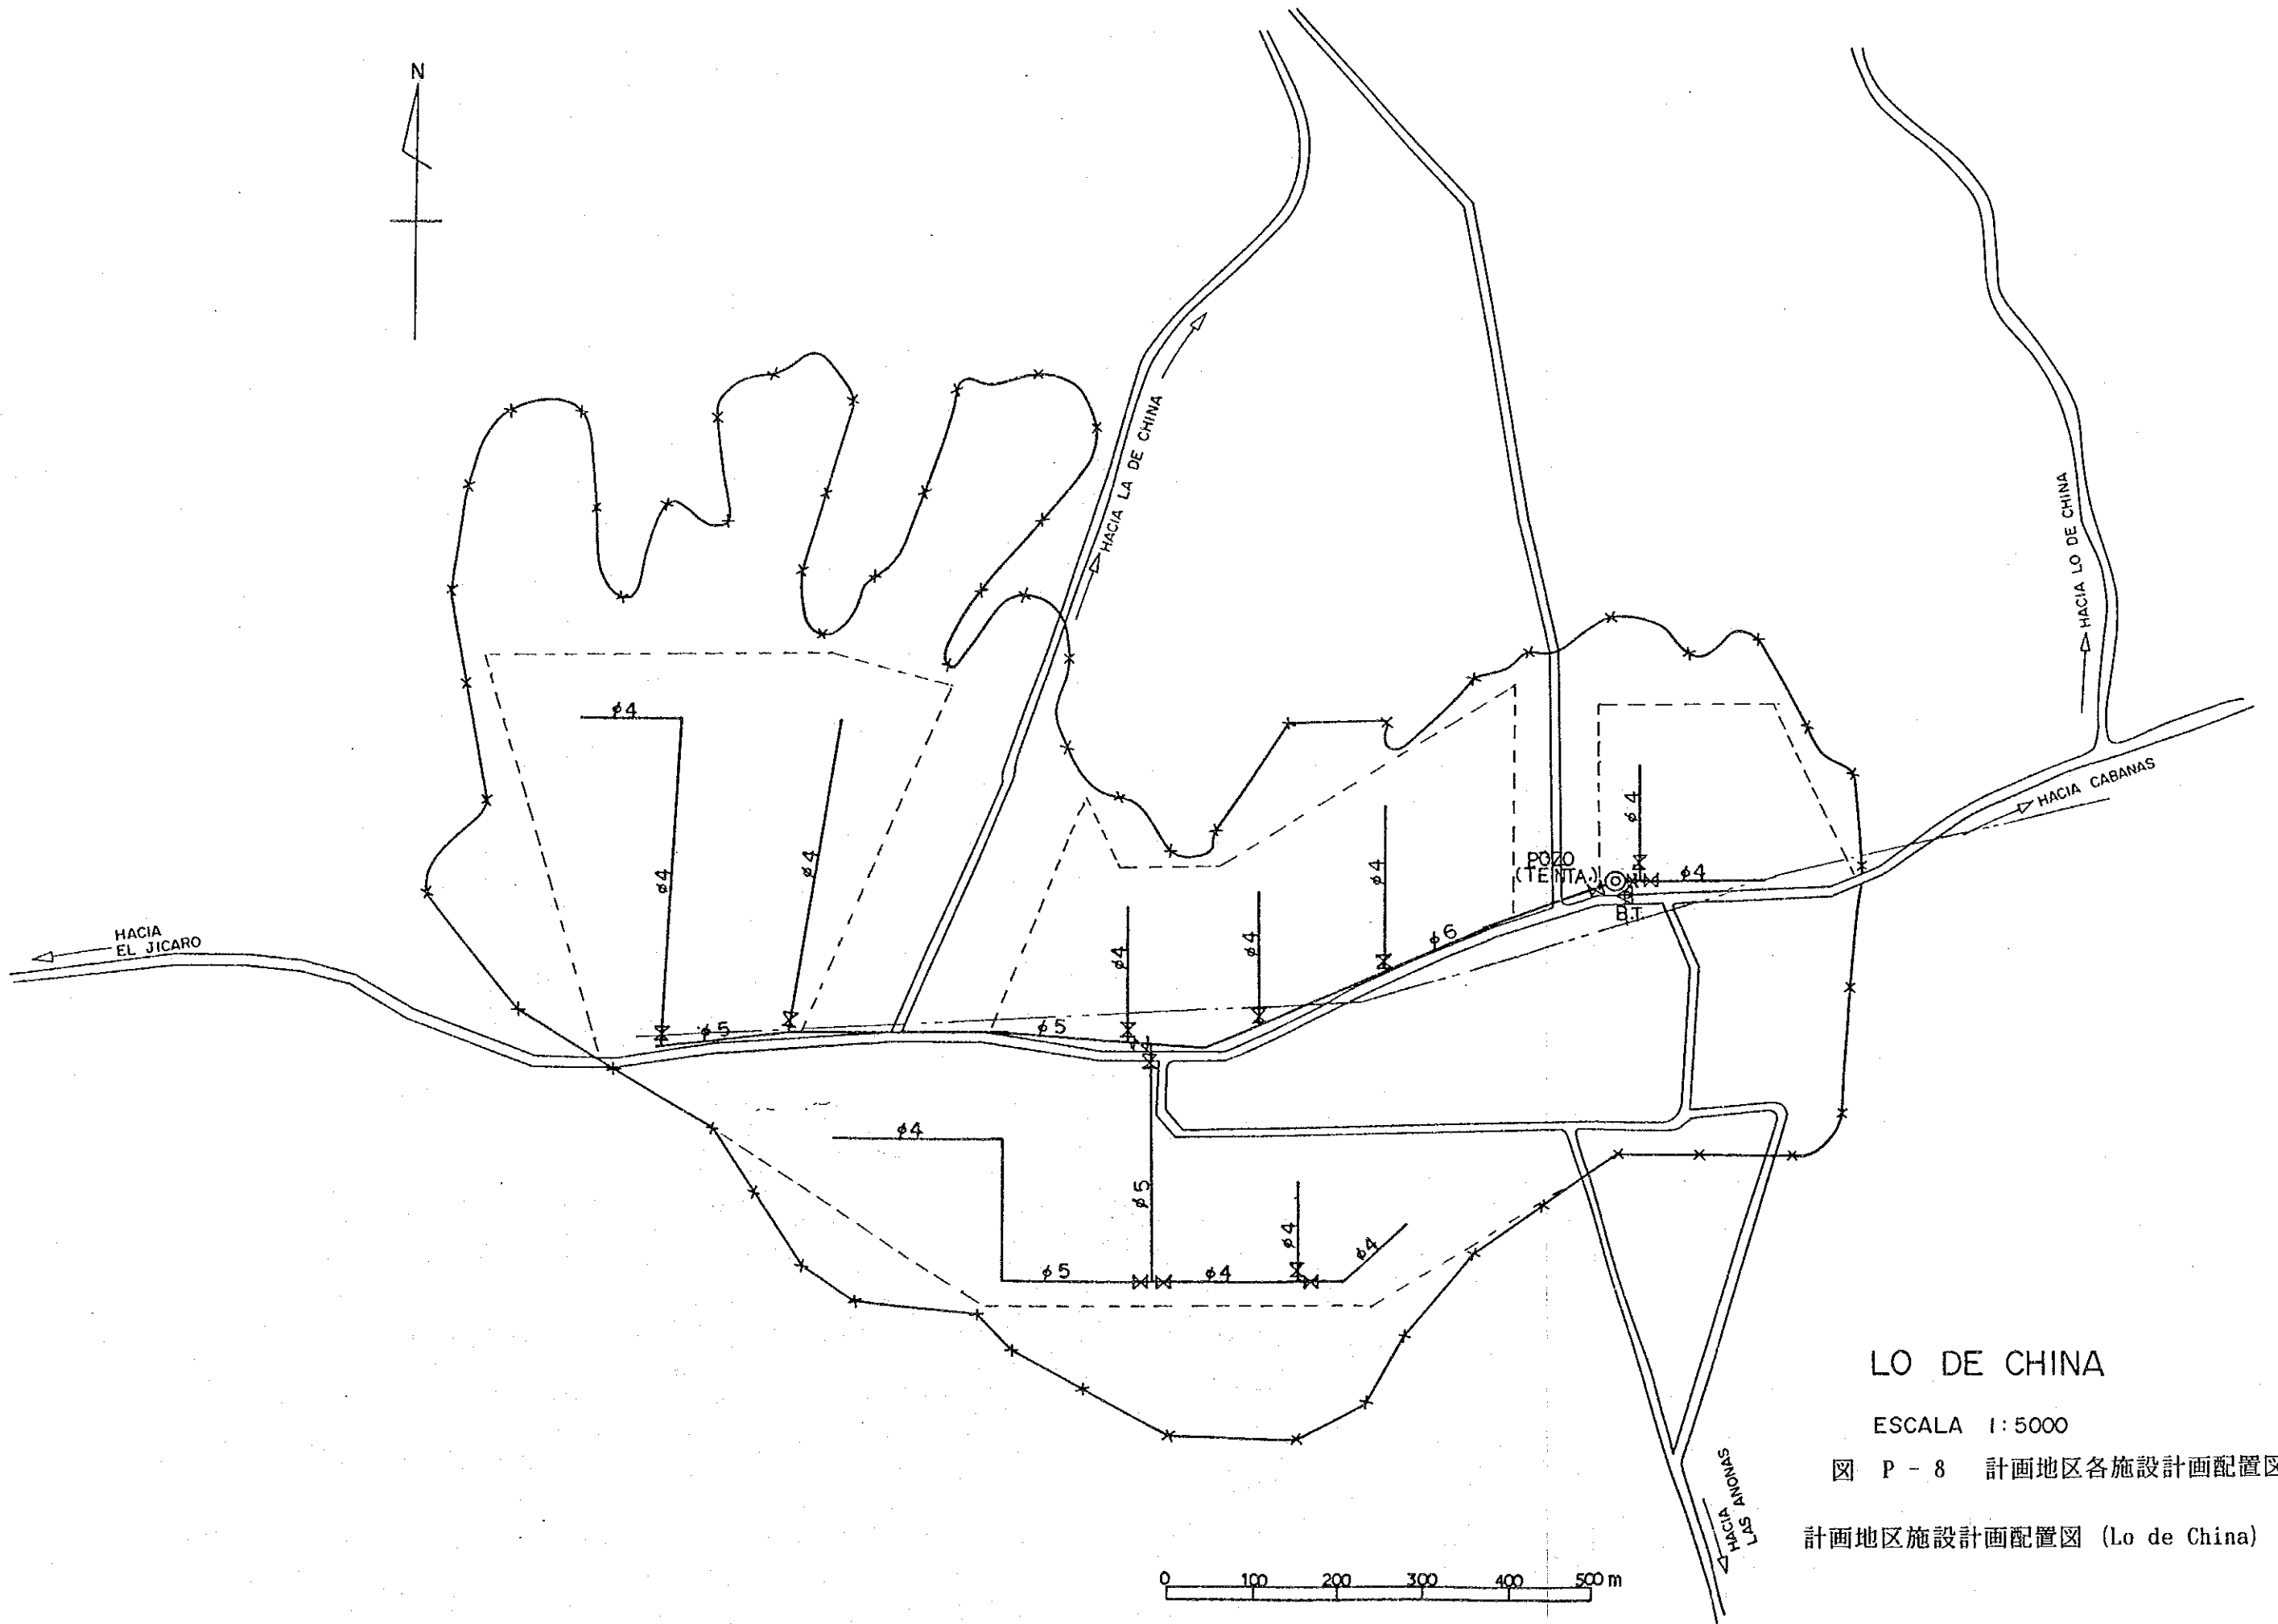 N
HACIA LA DE CHINA
HACIA LO DE CHINA
HACIA CABANAS
HACIA
EL JICARO
φ4
φ4
φ4
φ4
φ4
φ4
φ4
φ4
POZO
(TENTA.)
B.T
φ6
φ5
φ5
φ4
φ5
φ5
φ4
φ4
φ4
LO DE CHINA
ESCALA 1:5000
図 P - 8 計画地区各施設計画配置図
計画地区施設計画配置図 (Lo de China)
HACIA
LAS ANONAS
0 100 200 300 400 500 m